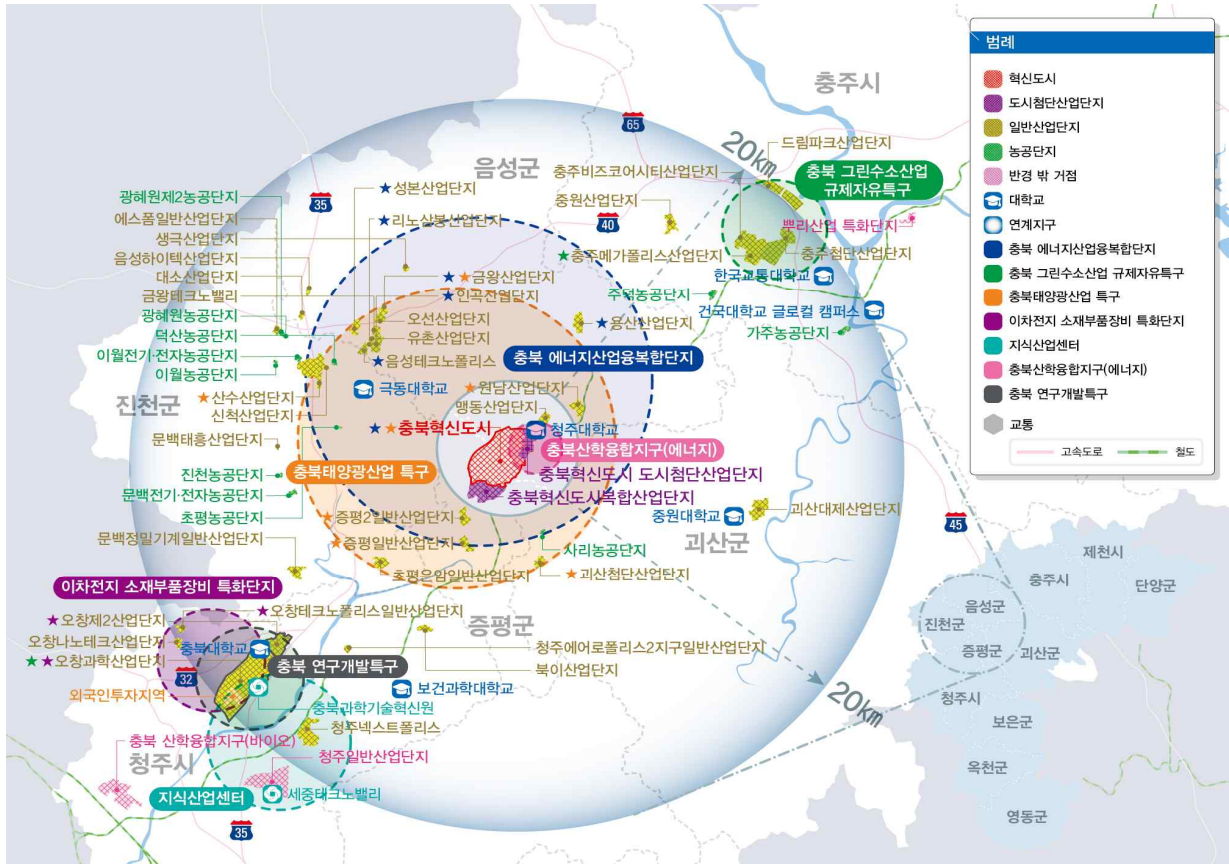 범례
혁신도시
도시첨단산업단지
일반산업단지
농공단지
반경 밖 거점
대학교
연계지구
충북 에너지산업융복합단지
충북 그린수소산업 규제자유특구
충북태양광산업 특구
이차전지 소재부품장비 특화단지
지식산업센터
충북산학융합지구(에너지)
충북 연구개발특구
교통
고속도로
철도
충주시
65
20km
드림파크산업단지
충주비즈코어시티산업단지
충북 그린수소산업
규제자유특구
음성군
광혜원제2농공단지
35
★성본산업단지
중원산업단지
에스폼일반산업단지
★리노삼봉산업단지
40
뿌리산업 특화단지
생극산업단지
음성하이텍산업단지
★충주메가폴리스산업단지
충주첨단산업단지
대소산업단지
★★금왕산업단지
한국교통대학교
금왕테크노밸리
★인곡산업단지
주덕농공단지
건국대학교 글로컬 캠퍼스
광혜원농공단지
오선산업단지
★용산산업단지
가주농공단지
덕산농공단지
유촌산업단지
이월전기·전자농공단지
★음성테크노폴리스
충북 에너지산업융복합단지
이월농공단지
극동대학교
★원남산업단지
진천군
★산수산업단지
맹동산업단지
신척산업단지
★★충북혁신도시
청주대학교
문백태흥산업단지
충북산학융합지구(에너지)
진천농공단지
충북태양광산업 특구
충북혁신도시 도시첨단산업단지
문백전기·전자농공단지
충북혁신도시복합산업단지
초평농공단지
★증평2일반산업단지
중원대학교
괴산대제산업단지
45
문백정밀기계일반산업단지
★증평일반산업단지
사리농공단지
괴산군
초평은암일반산업단지
★괴산첨단산업단지
이차전지 소재부품장비 특화단지
★오창테크노폴리스일반산업단지
★오창제2산업단지
증평군
오창나노테크산업단지
충북대학교
청주에어로폴리스2지구일반산업단지
★★오창과학산업단지
충북 연구개발특구
북이산업단지
32
외국인투자지역
보건과학대학교
20km
충북과학기술혁신원
청주넥스트폴리스
충북 산학융합지구(바이오)
청주시
청주일반산업단지
지식산업센터
세중테크노밸리
35
제천시
충주시
단양군
음성군
진천군
증평군
괴산군
청주시
보은군
옥천군
영동군